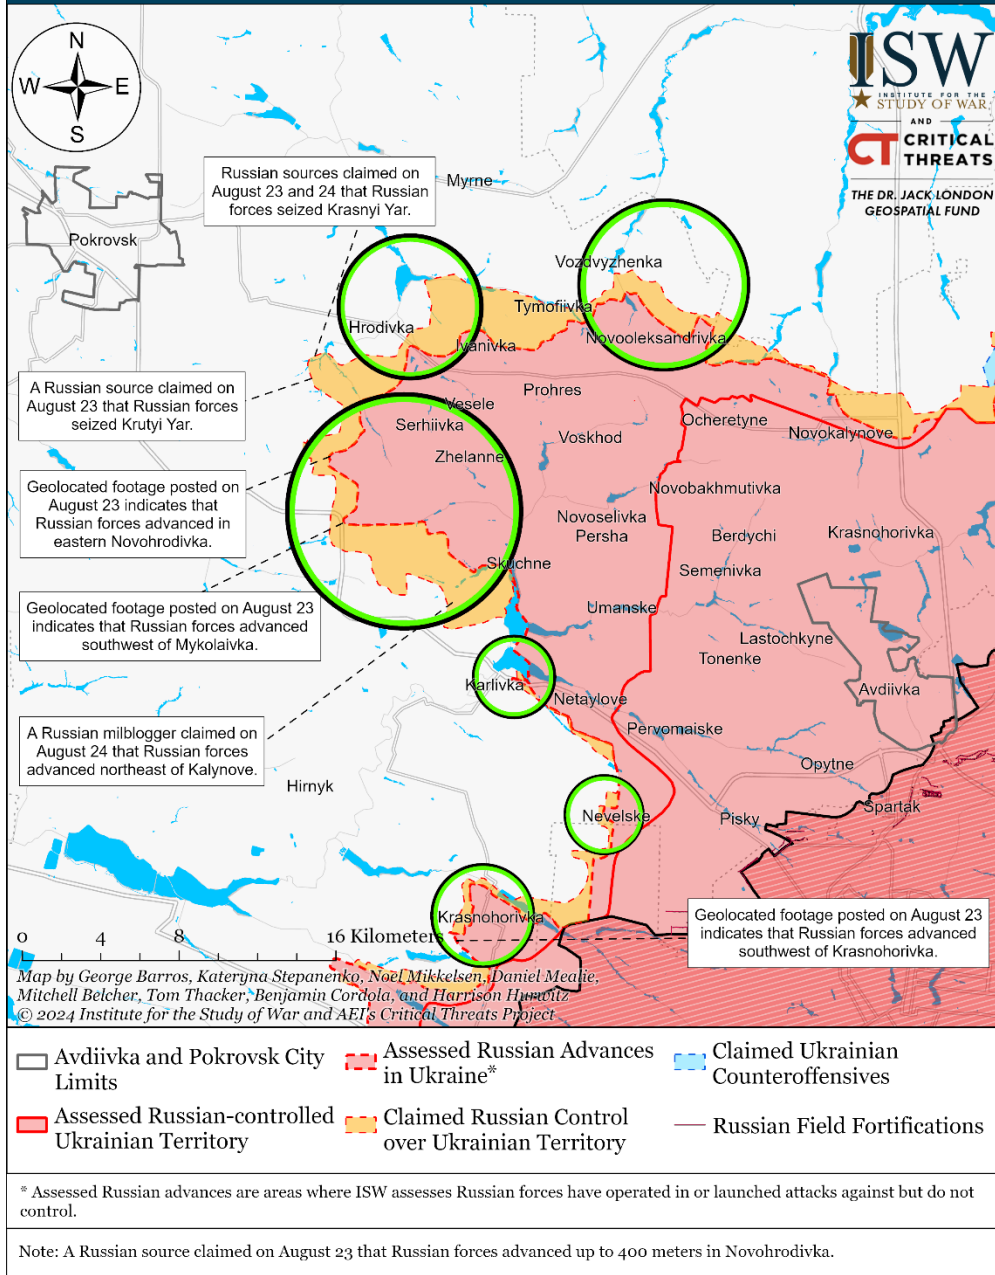 N
W E
S
ISW
INSTITUTE FOR THE
STUDY OF WAR
AND
CT CRITICAL
THREATS
THE DR. JACK LONDON
GEOSPATIAL FUND
Russian sources claimed on
August 23 and 24 that Russian
forces seized Krasnyi Yar.
Myrne
Pokrovsk
Vozdvyzhenka
Tymofiivka
Hrodivka
Novooleksandrivka
Ivanivka
A Russian source claimed on
August 23 that Russian forces
seized Krutyi Yar.
Prohres
Vesele
Serhiivka
Ocheretyne
Voskhod
Novokalynove
Zhelanne
Geolocated footage posted on
August 23 indicates that
Russian forces advanced in
eastern Novohrodivka.
Novobakhmutivka
Novoselivka
Persha
Berdychi
Krasnohorivka
Skuchne
Semenivka
Geolocated footage posted on August 23
indicates that Russian forces advanced
southwest of Mykolaivka.
Umanske
Lastochkyne
Tonenke
Karlivka
Netaylove
Avdiivka
A Russian milblogger claimed on
August 24 that Russian forces
advanced northeast of Kalynove.
Pervomaiske
Opytne
Hirnyk
Nevelske
Pisky
Spartak
Krasnohorivka
Geolocated footage posted on August 23
indicates that Russian forces advanced
southwest of Krasnohorivka.
0 4 8 16 Kilometers
Map by George Barros, Kateryna Stepanenko, Noel Mikkelsen, Daniel Mealie,
Mitchell Belcher, Tom Thacker, Benjamin Cordola, and Harrison Hurwitz
© 2024 Institute for the Study of War and AEI's Critical Threats Project
Avdiivka and Pokrovsk City
Limits
Assessed Russian Advances
in Ukraine*
Claimed Ukrainian
Counteroffensives
Assessed Russian-controlled
Ukrainian Territory
Claimed Russian Control
over Ukrainian Territory
Russian Field Fortifications
* Assessed Russian advances are areas where ISW assesses Russian forces have operated in or launched attacks against but do not
control.
Note: A Russian source claimed on August 23 that Russian forces advanced up to 400 meters in Novohrodivka.